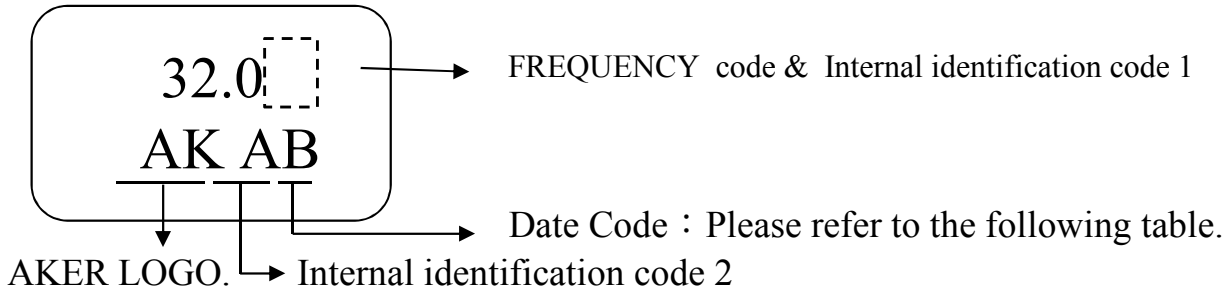 32.0
FREQUENCY code & Internal identification code 1
AK AB
Date Code：Please refer to the following table.
AKER LOGO.
Internal identification code 2